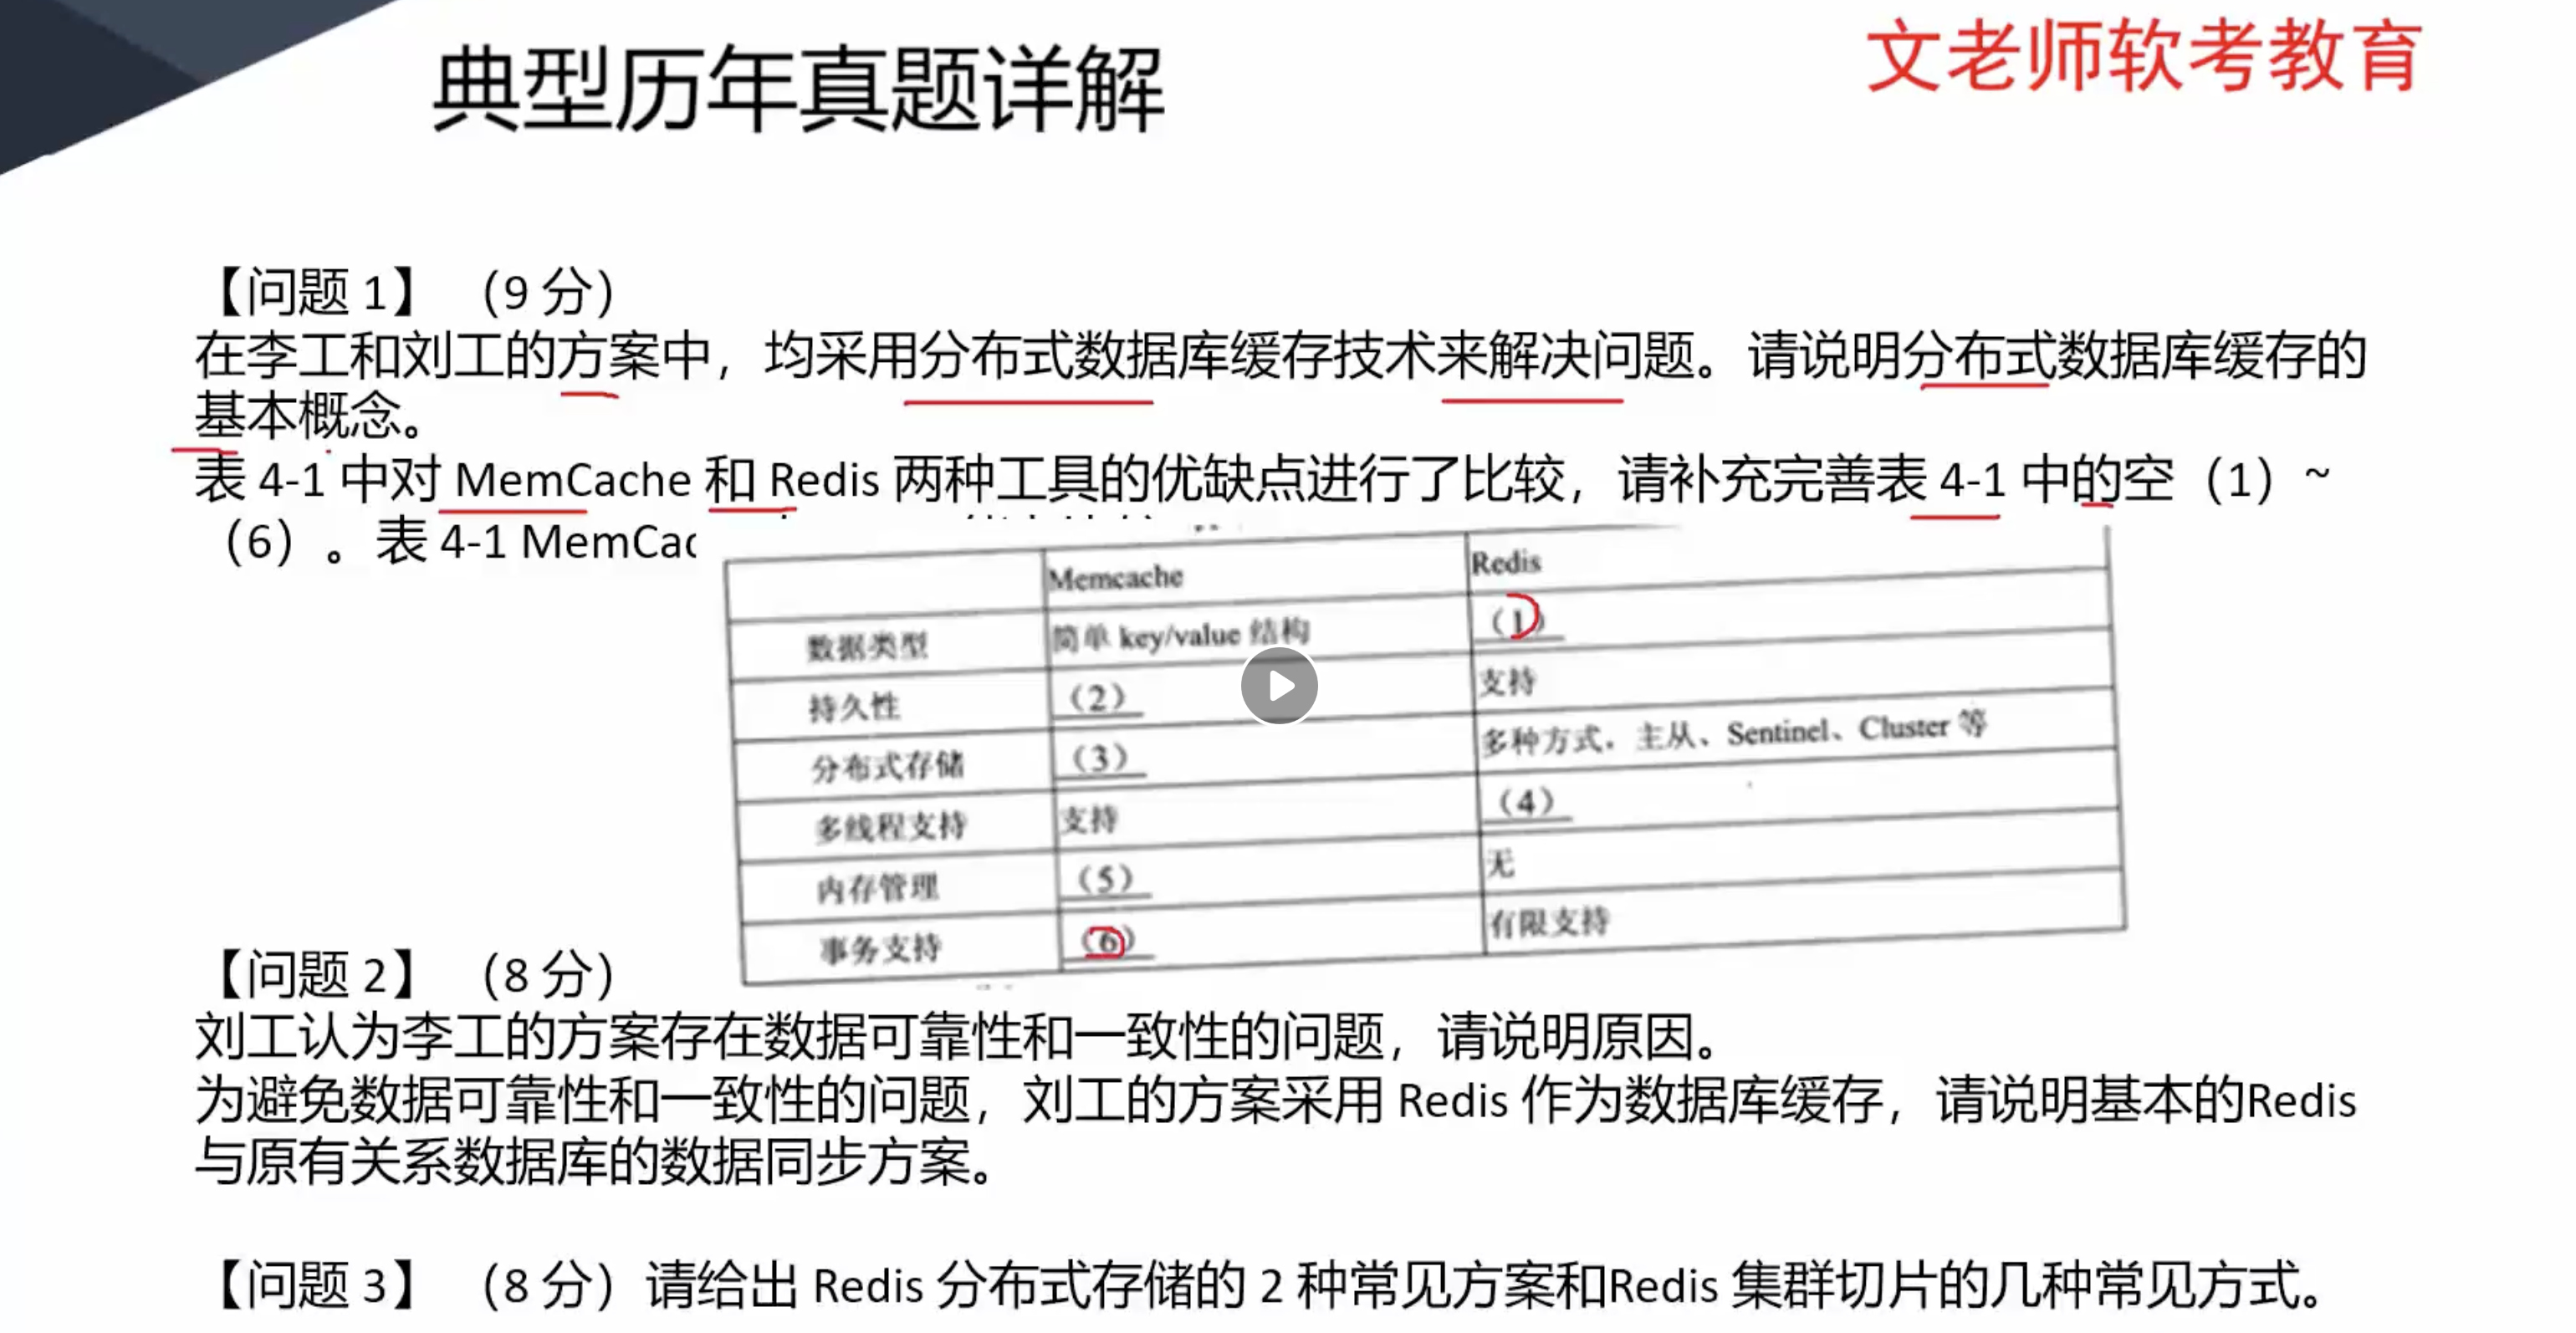 典型历年真题详解
文老师软考教育
【问题 1】（9 分）
在李工和刘工的方案中，均采用分布式数据库缓存技术来解决问题。请说明分布式数据库缓存的
基本概念。
表 4-1 中对 MemCache 和 Redis 两种工具的优缺点进行了比较，请补充完善表 4-1 中的空（1）~
（6）。表 4-1
Memcache Redis
数据类型 简单 key/value 结构 （1）
持久性 （2） 支持
分布式存储 （3） 多种方式，主从、Sentinel、Cluster 等
多线程支持 支持 （4）
内存管理 （5） 无
事务支持 （6） 有限支持
【问题 2】（8 分）
刘工认为李工的方案存在数据可靠性和一致性的问题，请说明原因。
为避免数据可靠性和一致性的问题，刘工的方案采用 Redis 作为数据库缓存，请说明基本的Redis
与原有关系数据库的数据同步方案。
【问题 3】（8 分）请给出 Redis 分布式存储的 2 种常见方案和Redis 集群切片的几种常见方式。